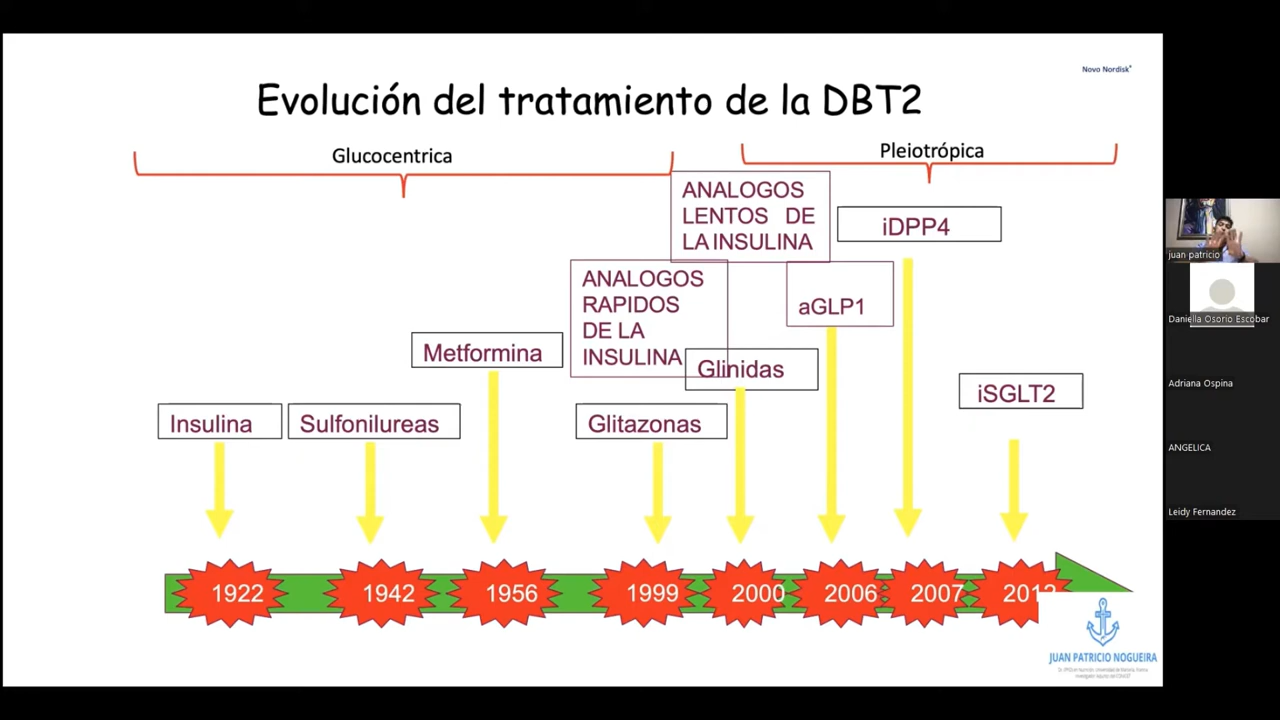 Novo Nordisk®
Evolución del tratamiento de la DBT2
Glucocentrica
Pleiotrópica
ANALOGOS
LENTOS DE
LA INSULINA
iDPP4
ANALOGOS
RAPIDOS
DE LA
INSULINA
aGLP1
Metformina
Glinidas
iSGLT2
Insulina
Sulfonilureas
Glitazonas
1922
1942
1956
1999
2000
2006
2007
JUAN PATRICIO NOGUEIRA
juan patricio
Daniella Osorio Escobar
Adriana Ospina
ANGELICA
Leidy Fernandez